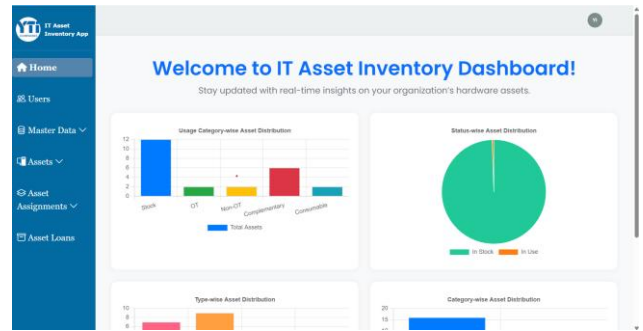 IT Asset
Inventory App
Home
Users
Master Data
Assets
Asset
Assignments
Asset Loans
Welcome to IT Asset Inventory Dashboard!
Stay updated with real-time insights on your organization's hardware assets.
Usage Category-wise Asset Distribution
12
10
8
6
4
2
0
Stock
OT
Non-OT
Complementary
Consumable
Total Assets
Status-wise Asset Distribution
In Stock
In Use
Type-wise Asset Distribution
10
8
6
Category-wise Asset Distribution
20
15